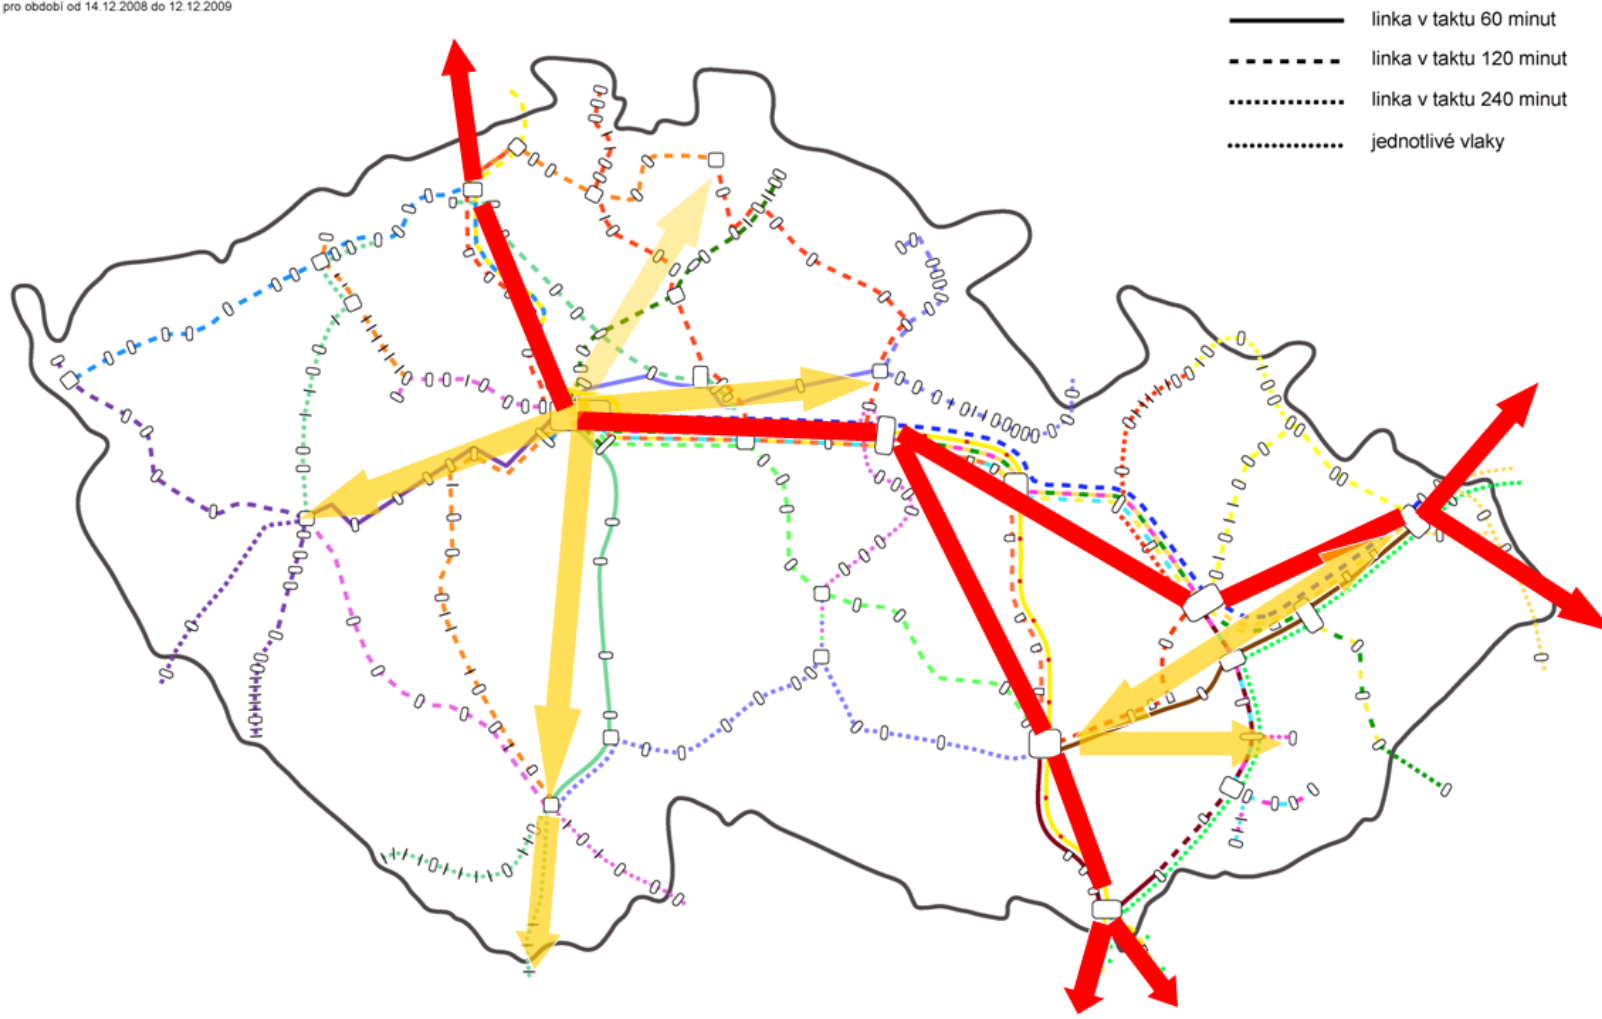 pro období od 14.12.2008 do 12.12.2009
linka v taktu 60 minut
linka v taktu 120 minut
linka v taktu 240 minut
jednotlivé vlaky